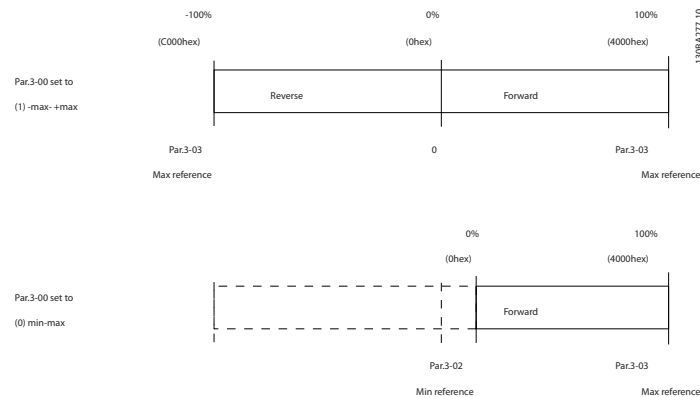 -100% 0% 100%
(C000hex) (0hex) (4000hex)
130BA277.10
Par.3-00 set to
(1) -max- +max
Reverse Forward
Par.3-03 0 Par.3-03
Max reference Max reference
0% 100%
(0hex) (4000hex)
Par.3-00 set to
(0) min-max
Forward
Par.3-02 Par.3-03
Min reference Max reference